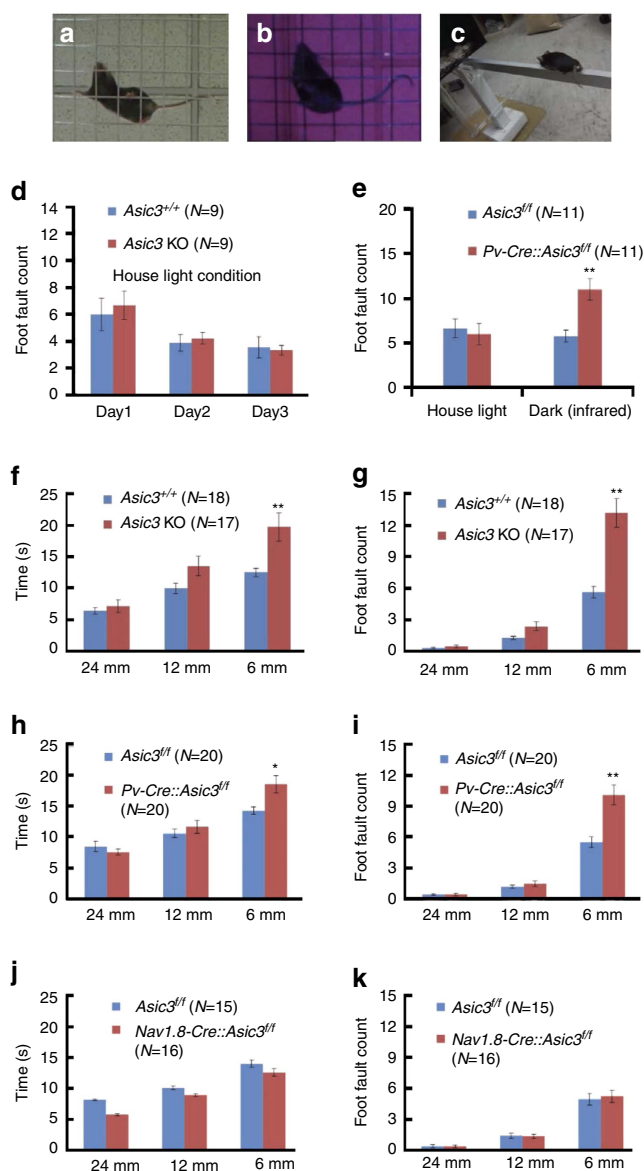 a
b
c
d
14
12
10
8
6
4
2
0
Foot fault count
Asic3+/+ (N=9)
Asic3 KO (N=9)
House light condition
Day1 Day2 Day3
e
20
15
10
5
0
Foot fault count
Asic3f/f (N=11)
Pv-Cre::Asic3f/f (N=11)
**
House light Dark (infrared)
f
25
20
15
10
5
0
Time (s)
Asic3+/+ (N=18)
Asic3 KO (N=17)
**
24 mm 12 mm 6 mm
g
15
12
9
6
3
0
Foot fault count
Asic3+/+ (N=18)
Asic3 KO (N=17)
**
24 mm 12 mm 6 mm
h
25
20
15
10
5
0
Time (s)
Asic3f/f (N=20)
Pv-Cre::Asic3f/f
(N=20)
*
24 mm 12 mm 6 mm
i
15
12
9
6
3
0
Foot fault count
Asic3f/f (N=20)
Pv-Cre::Asic3f/f
(N=20)
**
24 mm 12 mm 6 mm
j
25
20
15
10
5
0
Time (s)
Asic3f/f (N=15)
Nav1.8-Cre::Asic3f/f
(N=16)
24 mm 12 mm 6 mm
k
15
12
9
6
3
0
Foot fault count
Asic3f/f (N=15)
Nav1.8-Cre::Asic3f/f
(N=16)
24 mm 12 mm 6 mm